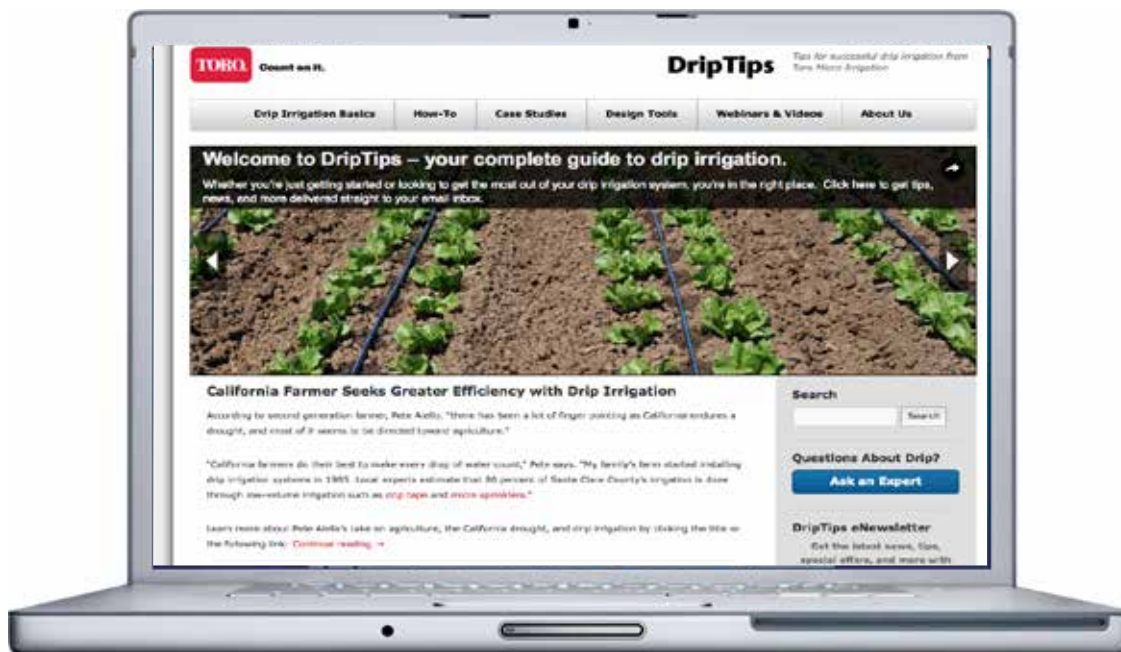 TORO
Count on it.
DripTips
Tips for successful drip irrigation from
Toro Micro Irrigation
Drip Irrigation Basics How-To Case Studies Design Tools Webinars & Videos About Us
Welcome to DripTips – your complete guide to drip irrigation.
Whether you're just getting started or looking to get the most out of your drip irrigation system, you're in the right place. Click here to get tips,
news, and more delivered straight to your email inbox.
California Farmer Seeks Greater Efficiency with Drip Irrigation
According to second generation farmer, Pete Aiello, "there has been a lot of finger pointing as California endures a
drought, and most of it seems to be directed toward agriculture."
"California farmers do their best to make every drop of water count," Pete says. "My family's farm started installing
drip irrigation systems in Local experts estimate that percent of Santa Clara County's irrigation is done
through low-volume irrigation such as drip tape and micro sprinklers."
Learn more about Pete Aiello's take on agriculture, the California drought, and drip irrigation by clicking the title or
the following link: Continue reading →
Search
Search
Questions About Drip?
Ask an Expert
DripTips eNewsletter
Get the latest news, tips,
special offers, and more with